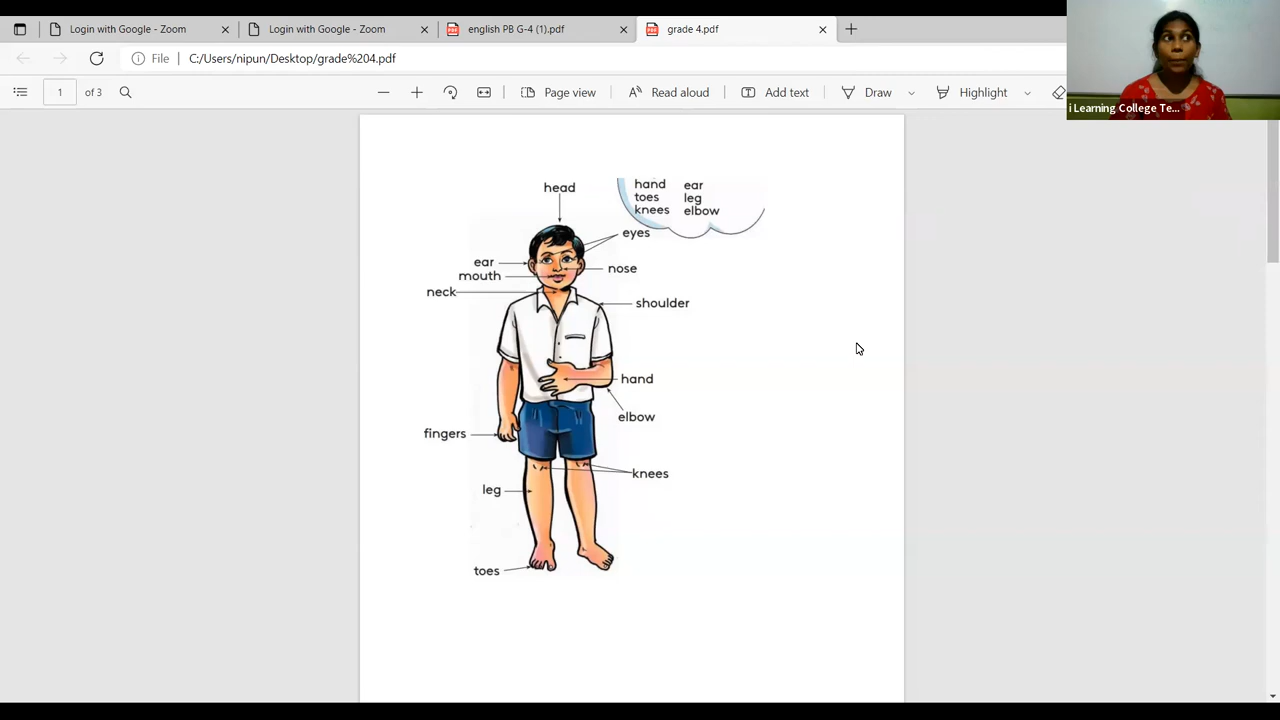 Login with Google - Zoom
Login with Google - Zoom
english PB G-4 (1).pdf
grade 4.pdf
File
C:/Users/nipun/Desktop/grade%204.pdf
1 of 3
Page view
Read aloud
Add text
Draw
Highlight
i Learning College Te...
head
hand ear
toes leg
knees elbow
eyes
ear
nose
mouth
neck
shoulder
hand
elbow
fingers
knees
leg
toes